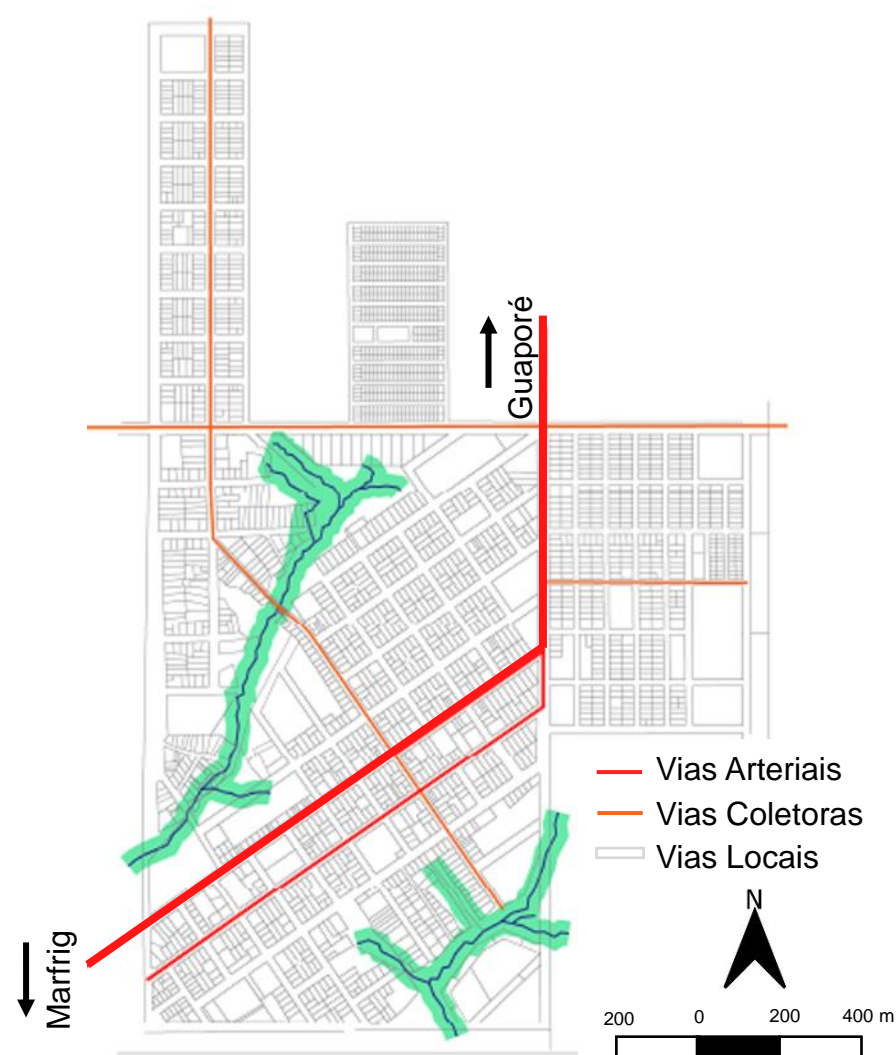 Guaporé
Vias Arteriais
Vias Coletoras
Vias Locais
N
Marfrig
200 0 200 400 m